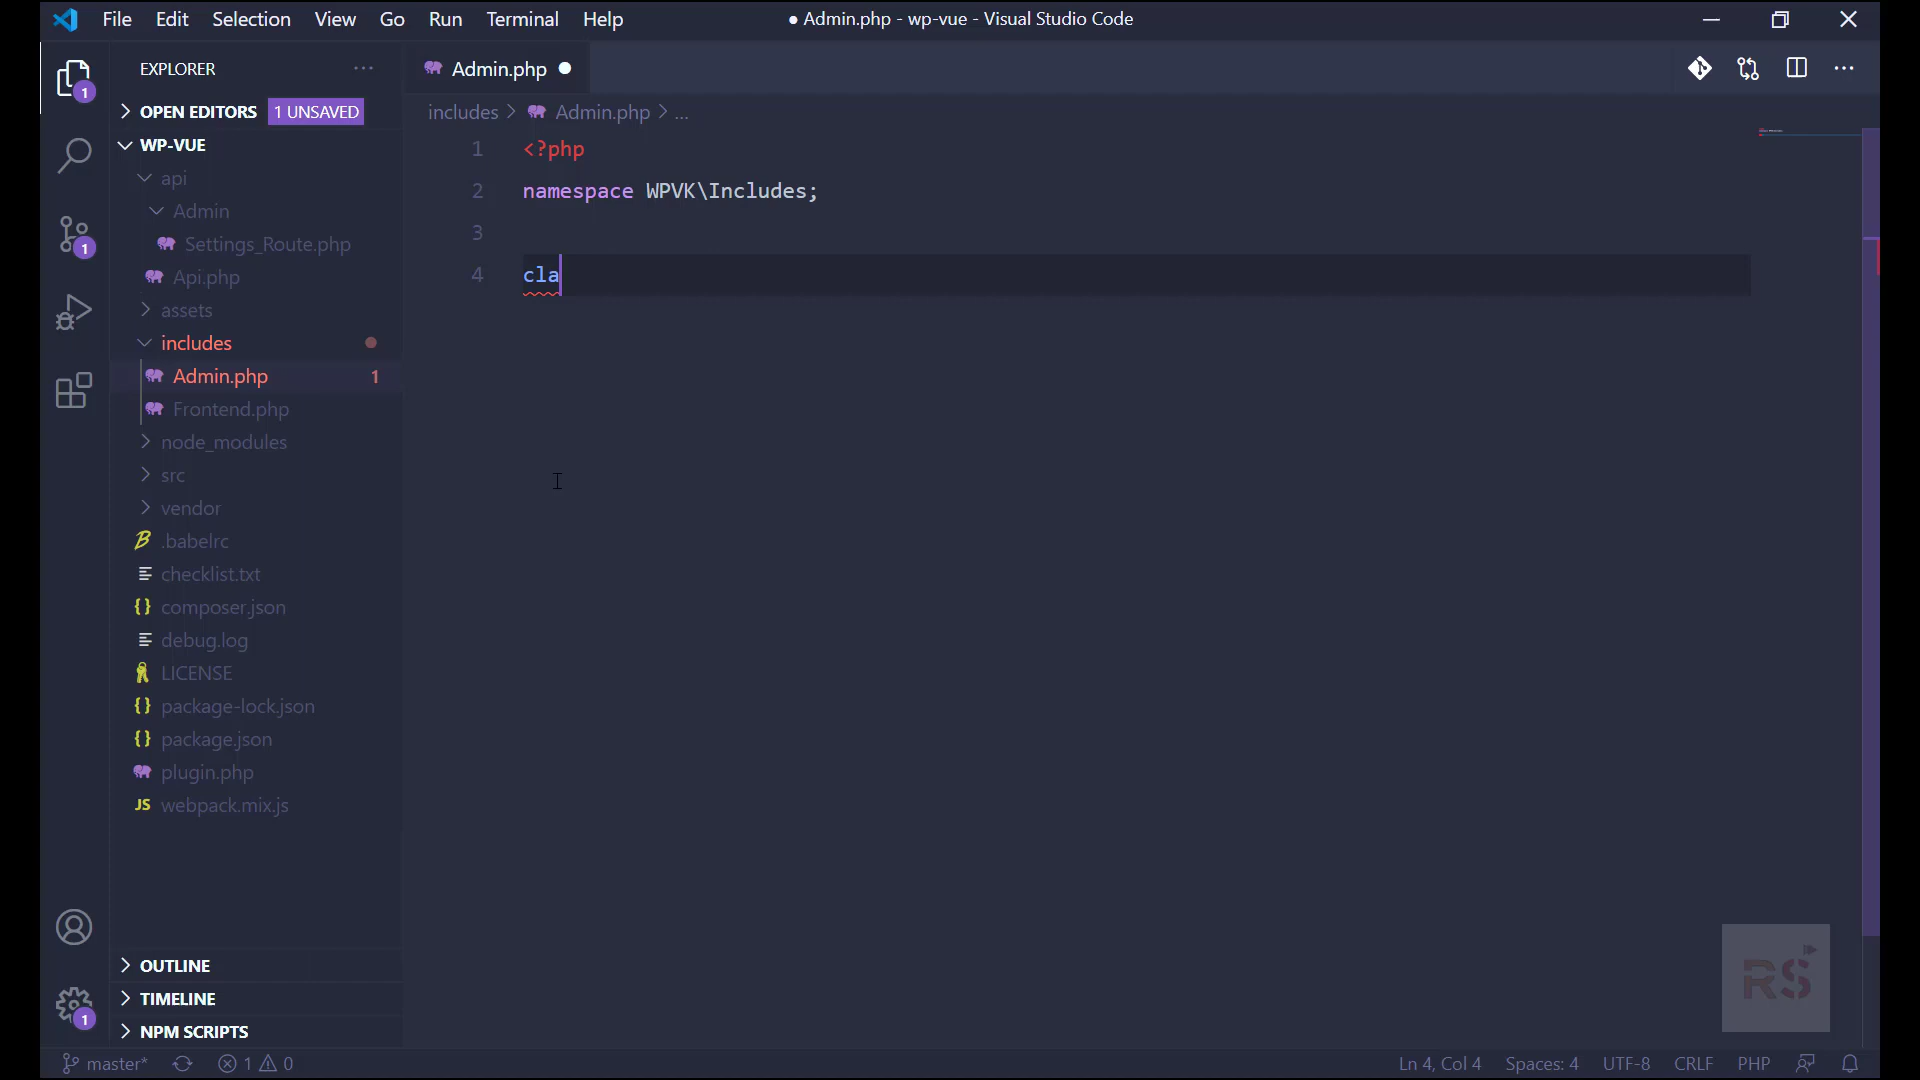 File Edit Selection View Go Run Terminal Help
● Admin.php - wp-vue - Visual Studio Code
EXPLORER
OPEN EDITORS 1 UNSAVED
WP-VUE
api
Admin
Settings_Route.php
Api.php
assets
includes
Admin.php 1
Frontend.php
node_modules
src
vendor
.babelrc
checklist.txt
composer.json
debug.log
LICENSE
package-lock.json
package.json
plugin.php
JS webpack.mix.js
OUTLINE
TIMELINE
NPM SCRIPTS
1
1
1
Admin.php ●
includes > Admin.php > ...
1 <?php
2 namespace WPVK\Includes;
3
4 cla
RS
master* 1 0
Ln 4, Col 4 Spaces: 4 UTF-8 CRLF PHP